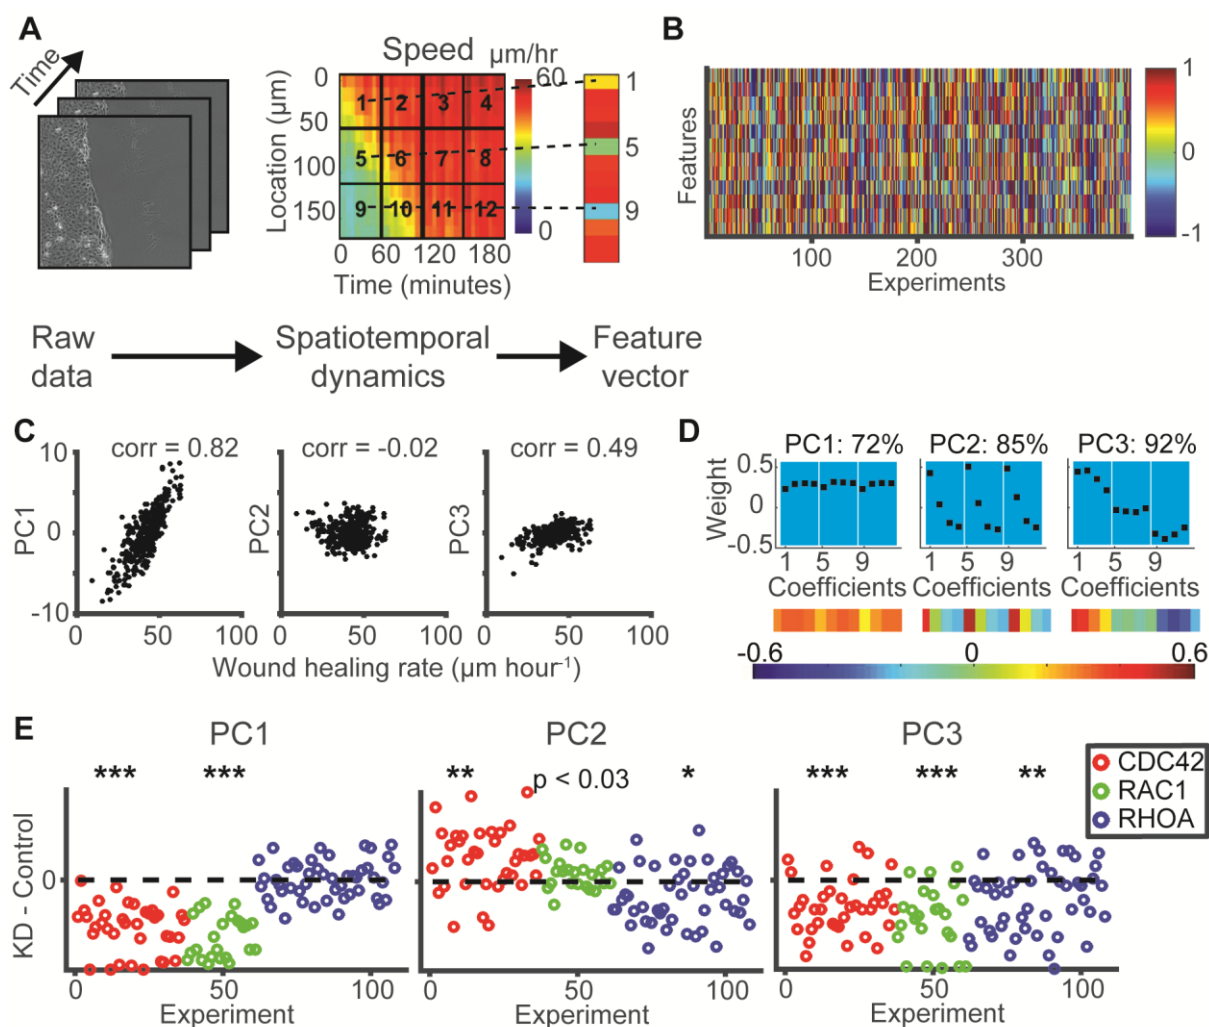 A
Time
Speed
µm/hr
Location (µm)
0
50
100
150
1 2 3 4
5 6 7 8
9 10 11 12
60
0
1
5
9
0 60 120 180
Time (minutes)
B
Features
1
0
-1
100 200 300
Experiments
Raw data
Spatiotemporal dynamics
Feature vector
C
corr = 0.82
corr = -0.02
corr = 0.49
10
0
-10
PC1
PC2
PC3
0 50 100
0 50 100
0 50 100
Wound healing rate (µm hour⁻¹)
D
PC1: 72%
PC2: 85%
PC3: 92%
Weight
0.5
0
-0.5
1 5 9
1 5 9
1 5 9
Coefficients
Coefficients
Coefficients
-0.6 0 0.6
E
PC1
PC2
PC3
*** ***
** p < 0.03 *
*** *** **
CDC42
RAC1
RHOA
KD - Control
0
0 50 100
0 50 100
0 50 100
Experiment
Experiment
Experiment